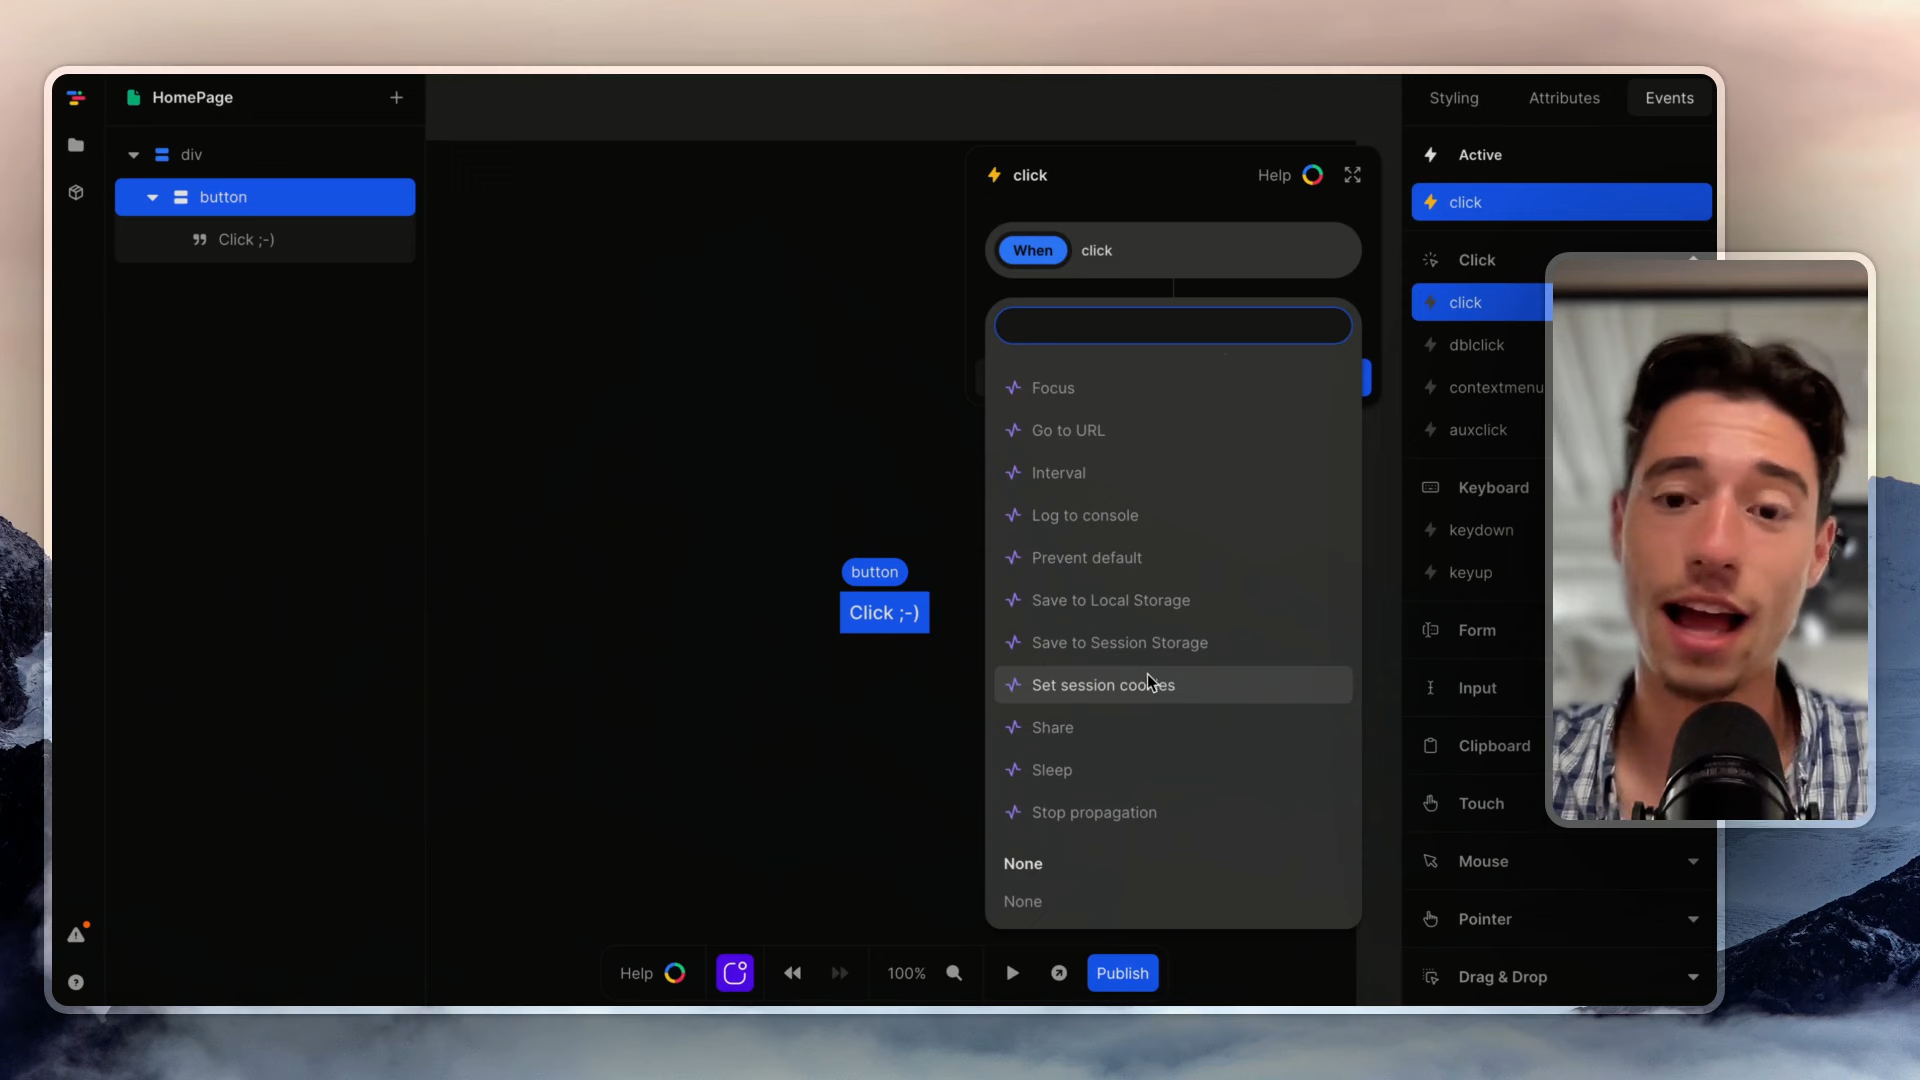 HomePage
div
button
Click ;-)
click
Help
When
click
Focus
Go to URL
Interval
Log to console
Prevent default
Save to Local Storage
Save to Session Storage
Set session cookies
Share
Sleep
Stop propagation
None
None
button
Click ;-)
Help
100%
Publish
Styling
Attributes
Events
Active
click
Click
click
dblclick
contextmenu
auxclick
Keyboard
keydown
keyup
Form
Input
Clipboard
Touch
Mouse
Pointer
Drag & Drop